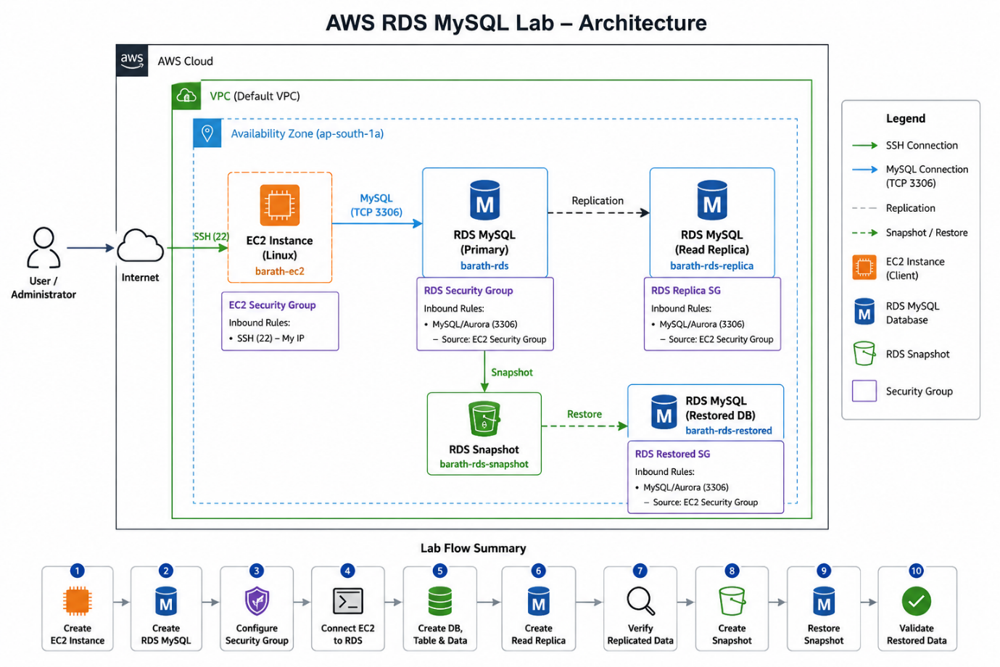 AWS RDS MySQL Lab – Architecture
aws
AWS Cloud
VPC (Default VPC)
Availability Zone (ap-south-1a)
User /
Administrator
Internet
SSH (22)
EC2 Instance
(Linux)
barath-ec2
EC2 Security Group
Inbound Rules:
• SSH (22) – My IP
MySQL
(TCP 3306)
M
RDS MySQL
(Primary)
barath-rds
RDS Security Group
Inbound Rules:
• MySQL/Aurora (3306)
– Source: EC2 Security Group
Replication
M
RDS MySQL
(Read Replica)
barath-rds-replica
RDS Replica SG
Inbound Rules:
• MySQL/Aurora (3306)
– Source: EC2 Security Group
Snapshot
RDS Snapshot
barath-rds-snapshot
Restore
M
RDS MySQL
(Restored DB)
barath-rds-restored
RDS Restored SG
Inbound Rules:
• MySQL/Aurora (3306)
– Source: EC2 Security Group
Legend
SSH Connection
MySQL Connection
(TCP 3306)
Replication
Snapshot / Restore
EC2 Instance
(Client)
M
RDS MySQL
Database
RDS Snapshot
Security Group
Lab Flow Summary
1
Create
EC2 Instance
2
M
Create
RDS MySQL
3
Configure
Security Group
4
Connect EC2
to RDS
5
Create DB,
Table & Data
6
M
Create
Read Replica
7
Verify
Replicated Data
8
Create
Snapshot
9
M
Restore
Snapshot
10
Validate
Restored Data